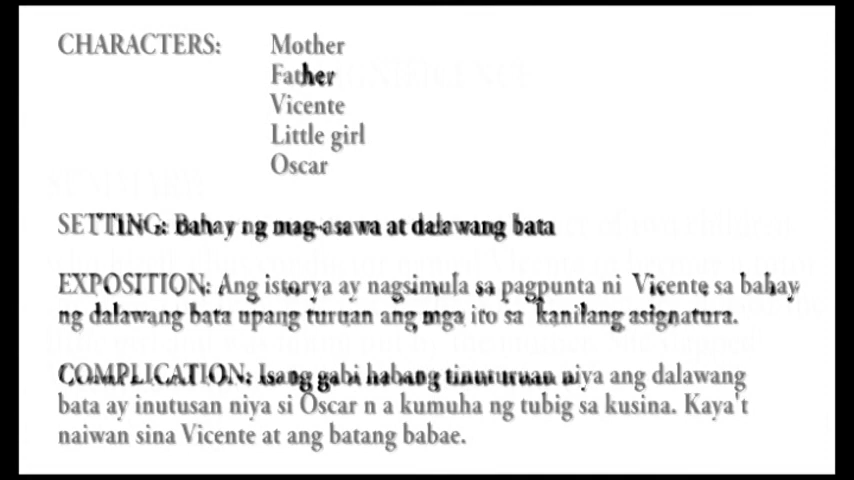 CHARACTERS: Mother
Father
Vicente
Little girl
Oscar
SETTING: Bahay ng mag-asawa at dalawang bata
EXPOSITION: Ang istorya ay nagsimula sa pagpunta ni Vicente sa bahay
ng dalawang bata upang turuan ang mga ito sa kanilang asignatura.
COMPLICATION: Isang gabi habang tinuturuan niya ang dalawang
bata ay inutusan niya si Oscar n a kumuha ng tubig sa kusina. Kaya't
naiwan sina Vicente at ang batang babae.